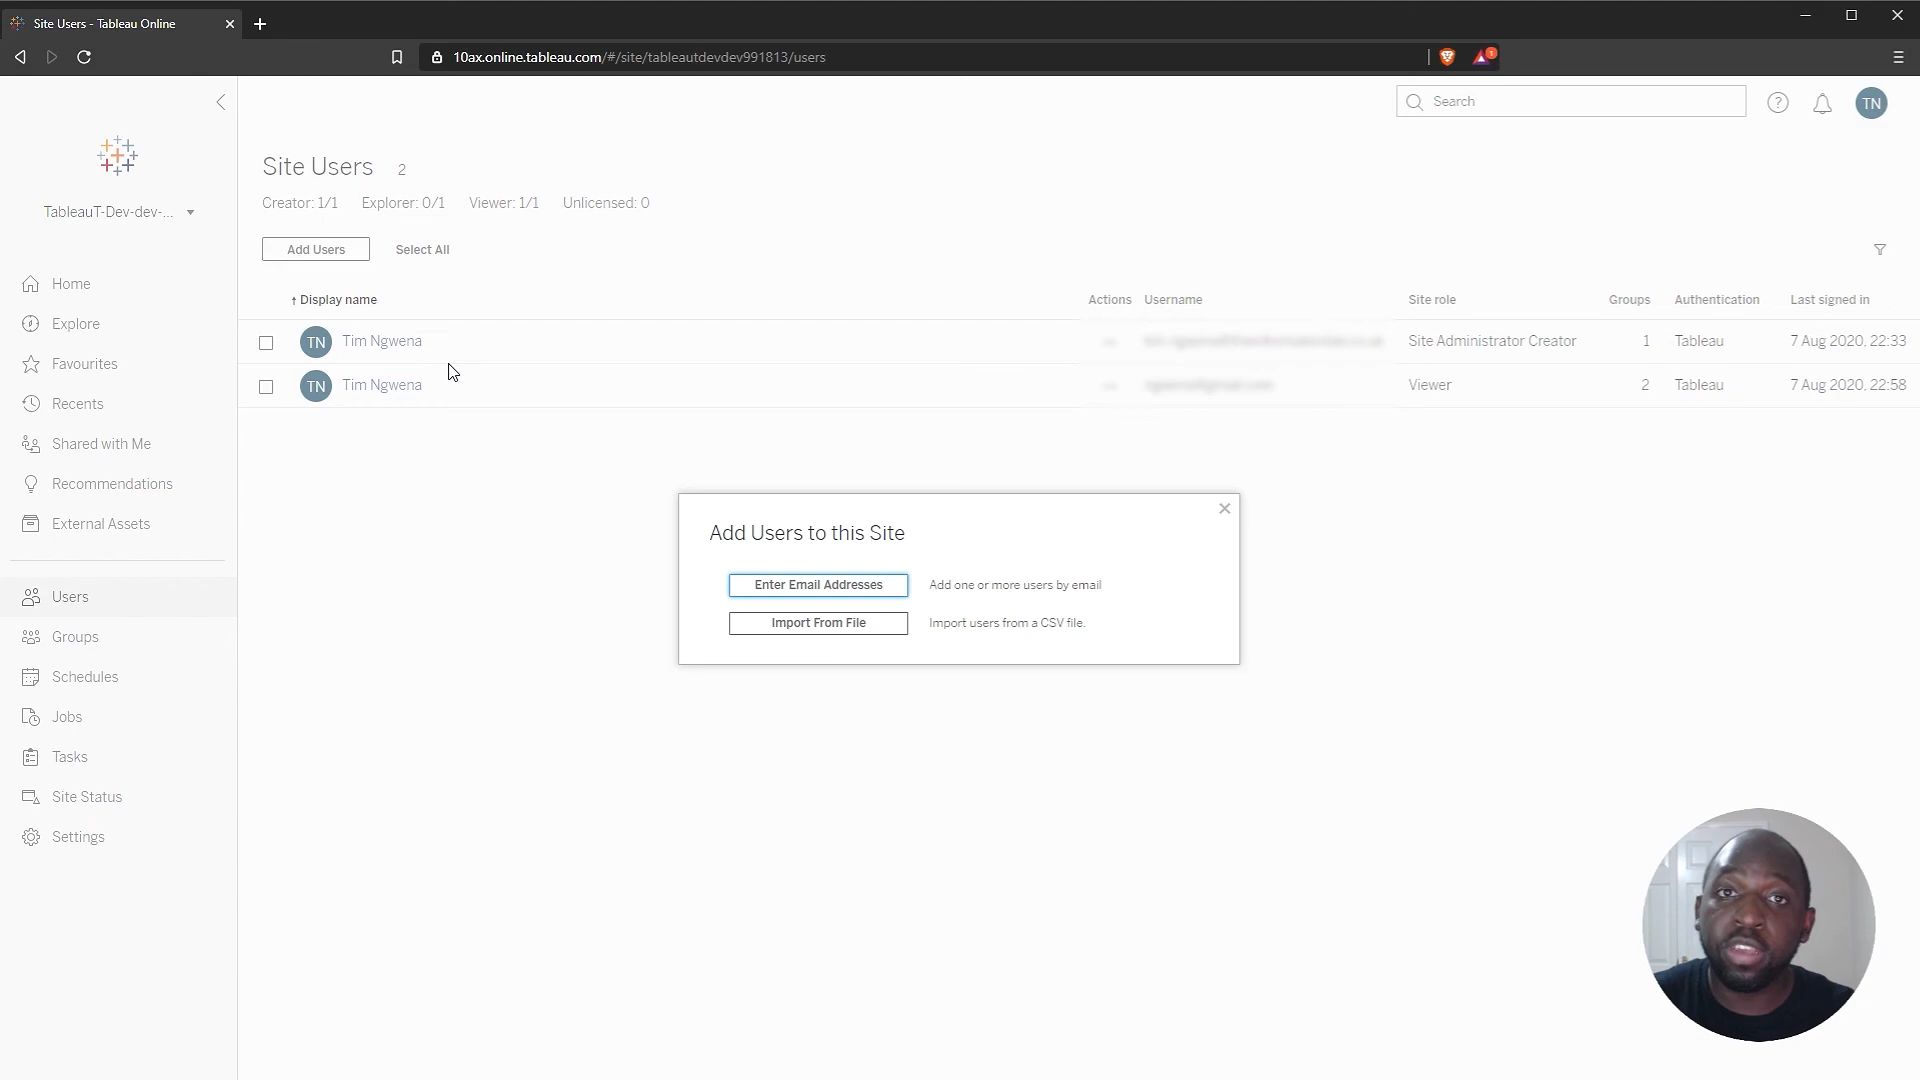 Site Users - Tableau Online
10ax.online.tableau.com/#/site/tableautdevdev991813/users
1
Search
TN
TableauT-Dev-dev-...
Home
Explore
Favourites
Recents
Shared with Me
Recommendations
External Assets
Users
Groups
Schedules
Jobs
Tasks
Site Status
Settings
Site Users 2
Creator: 1/1 Explorer: 0/1 Viewer: 1/1 Unlicensed: 0
Add Users Select All
↑ Display name Actions Username Site role Groups Authentication Last signed in
TN Tim Ngwena Site Administrator Creator 1 Tableau 7 Aug 2020, 22:33
TN Tim Ngwena Viewer 2 Tableau 7 Aug 2020, 22:58
Add Users to this Site
Enter Email Addresses Add one or more users by email
Import From File Import users from a CSV file.